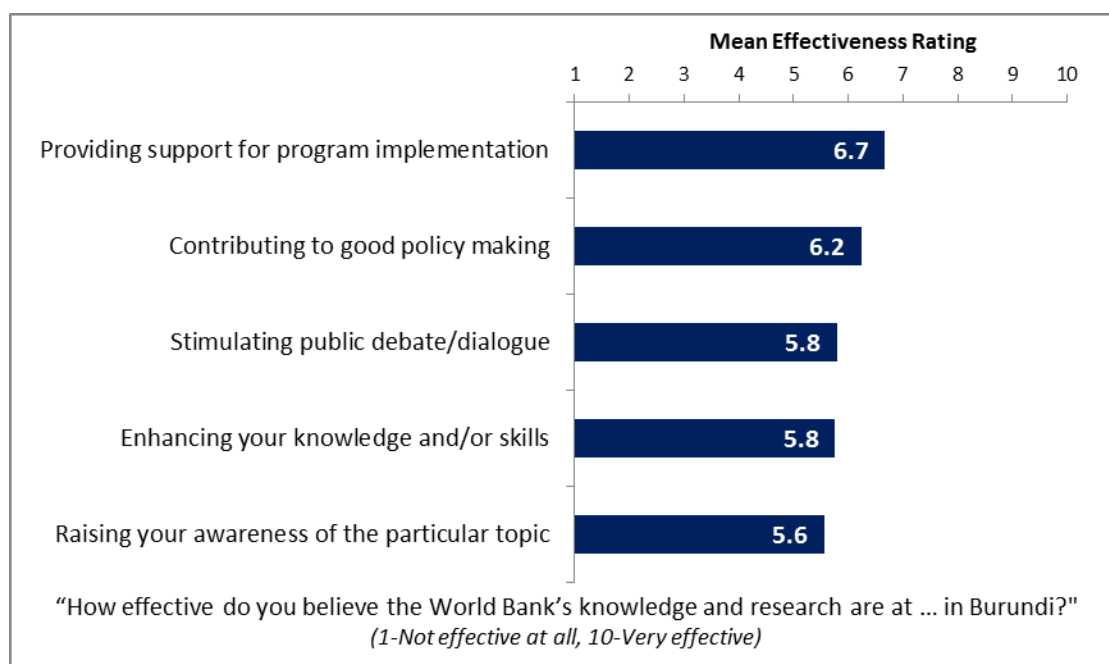 Mean Effectiveness Rating
1 2 3 4 5 6 7 8 9 10
Providing support for program implementation 6.7
Contributing to good policy making 6.2
Stimulating public debate/dialogue 5.8
Enhancing your knowledge and/or skills 5.8
Raising your awareness of the particular topic 5.6
“How effective do you believe the World Bank’s knowledge and research are at ... in Burundi?"
(1-Not effective at all, 10-Very effective)